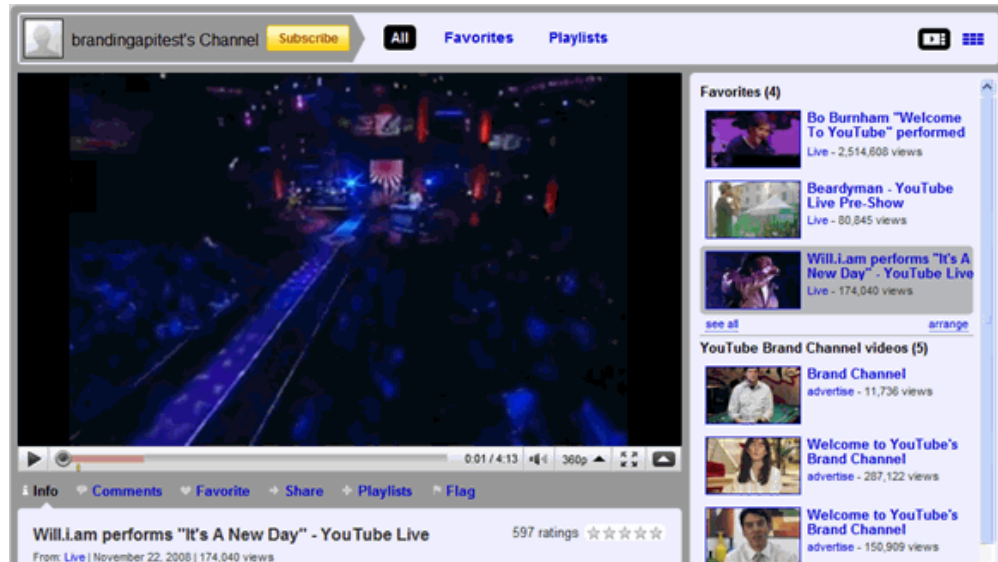 brandingapitest's Channel
Subscribe
All
Favorites
Playlists
0:01 / 4:13
360p
Info
Comments
Favorite
Share
Playlists
Flag
Will.i.am performs "It's A New Day" - YouTube Live
597 ratings
From: Live | November 22, 2008 | 174,040 views
Favorites (4)
Bo Burnham "Welcome
To YouTube" performed
Live - 2,514,608 views
Beardyman - YouTube
Live Pre-Show
Live - 80,845 views
Will.i.am performs "It's A
New Day" - YouTube Live
Live - 174,040 views
see all
arrange
YouTube Brand Channel videos (5)
Brand Channel
advertise - 11,736 views
Welcome to YouTube's
Brand Channel
advertise - 287,122 views
Welcome to YouTube's
Brand Channel
advertise - 150,909 views